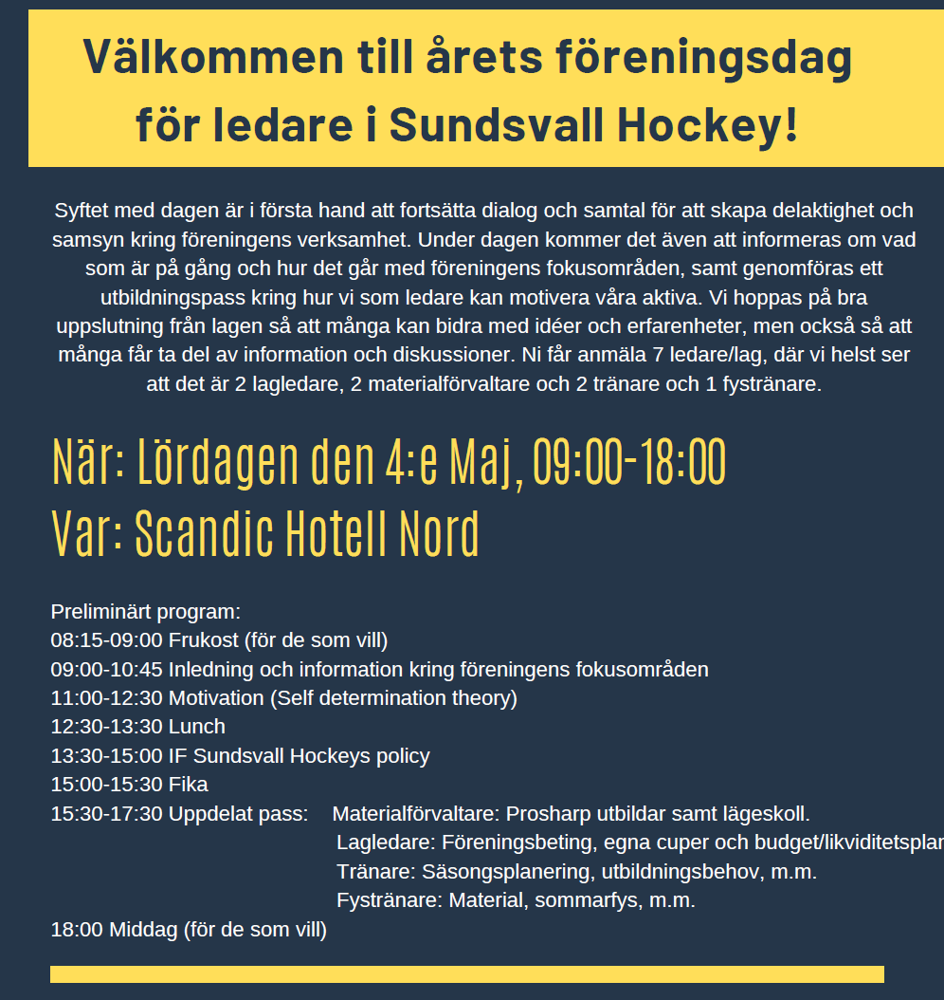 Välkommen till årets föreningsdag
för ledare i Sundsvall Hockey!
Syftet med dagen är i första hand att fortsätta dialog och samtal för att skapa delaktighet och
samsyn kring föreningens verksamhet. Under dagen kommer det även att informeras om vad
som är på gång och hur det går med föreningens fokusområden, samt genomföras ett
utbildningspass kring hur vi som ledare kan motivera våra aktiva. Vi hoppas på bra
uppslutning från lagen så att många kan bidra med idéer och erfarenheter, men också så att
många får ta del av information och diskussioner. Ni får anmäla 7 ledare/lag, där vi helst ser
att det är 2 lagledare, 2 materialförvaltare och 2 tränare och 1 fystränare.
När: Lördagen den 4:e Maj, 09:00-18:00
Var: Scandic Hotell Nord
Preliminärt program:
08:15-09:00 Frukost (för de som vill)
09:00-10:45 Inledning och information kring föreningens fokusområden
11:00-12:30 Motivation (Self determination theory)
12:30-13:30 Lunch
13:30-15:00 IF Sundsvall Hockeys policy
15:00-15:30 Fika
15:30-17:30 Uppdelat pass: Materialförvaltare: Prosharp utbildar samt lägeskoll.
Lagledare: Föreningsbeting, egna cuper och budget/likviditetsplan
Tränare: Säsongsplanering, utbildningsbehov, m.m.
Fystränare: Material, sommarfys, m.m.
18:00 Middag (för de som vill)